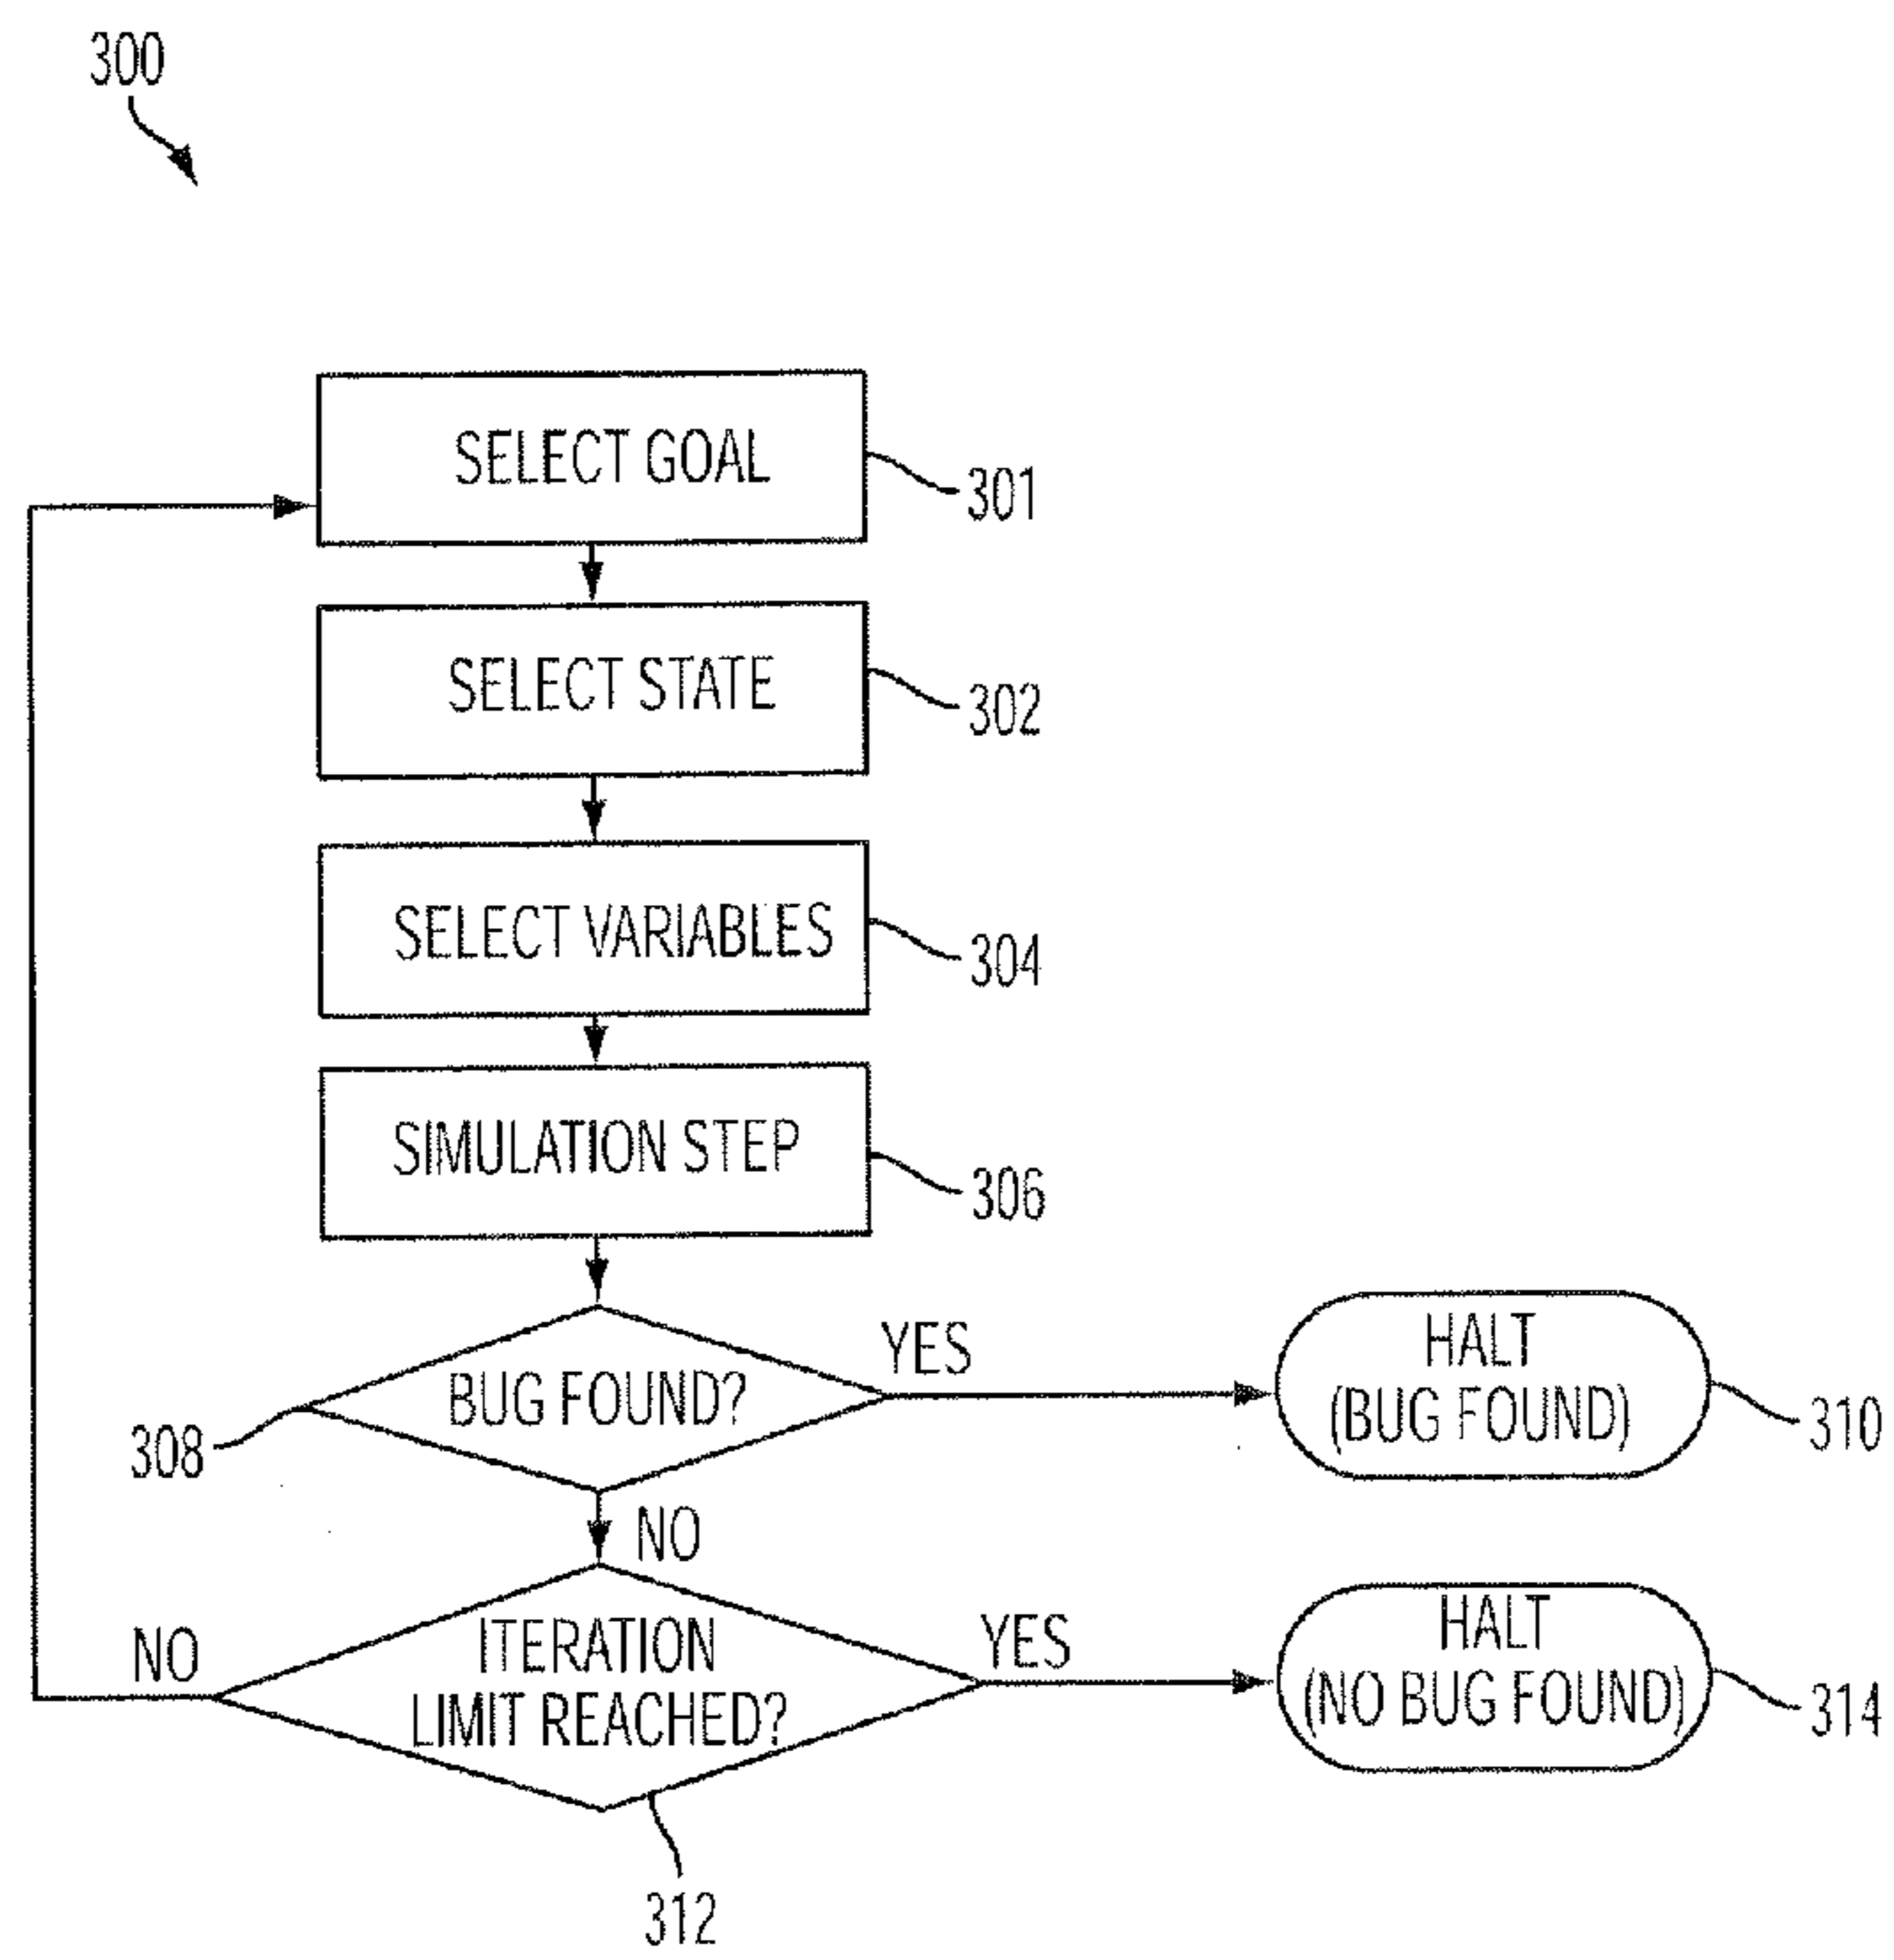 300
SELECT GOAL
301
SELECT STATE
302
SELECT VARIABLES
304
SIMULATION STEP
306
BUG FOUND?
308
YES
HALT
(BUG FOUND)
310
NO
ITERATION
LIMIT REACHED?
312
NO
YES
HALT
(NO BUG FOUND)
314